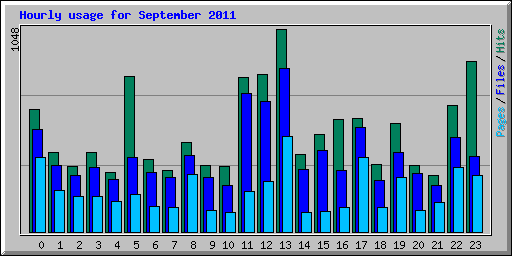 Hourly usage for September 2011
1048
Pages / Files / Hits
0 1 2 3 4 5 6 7 8 9 10 11 12 13 14 15 16 17 18 19 20 21 22 23